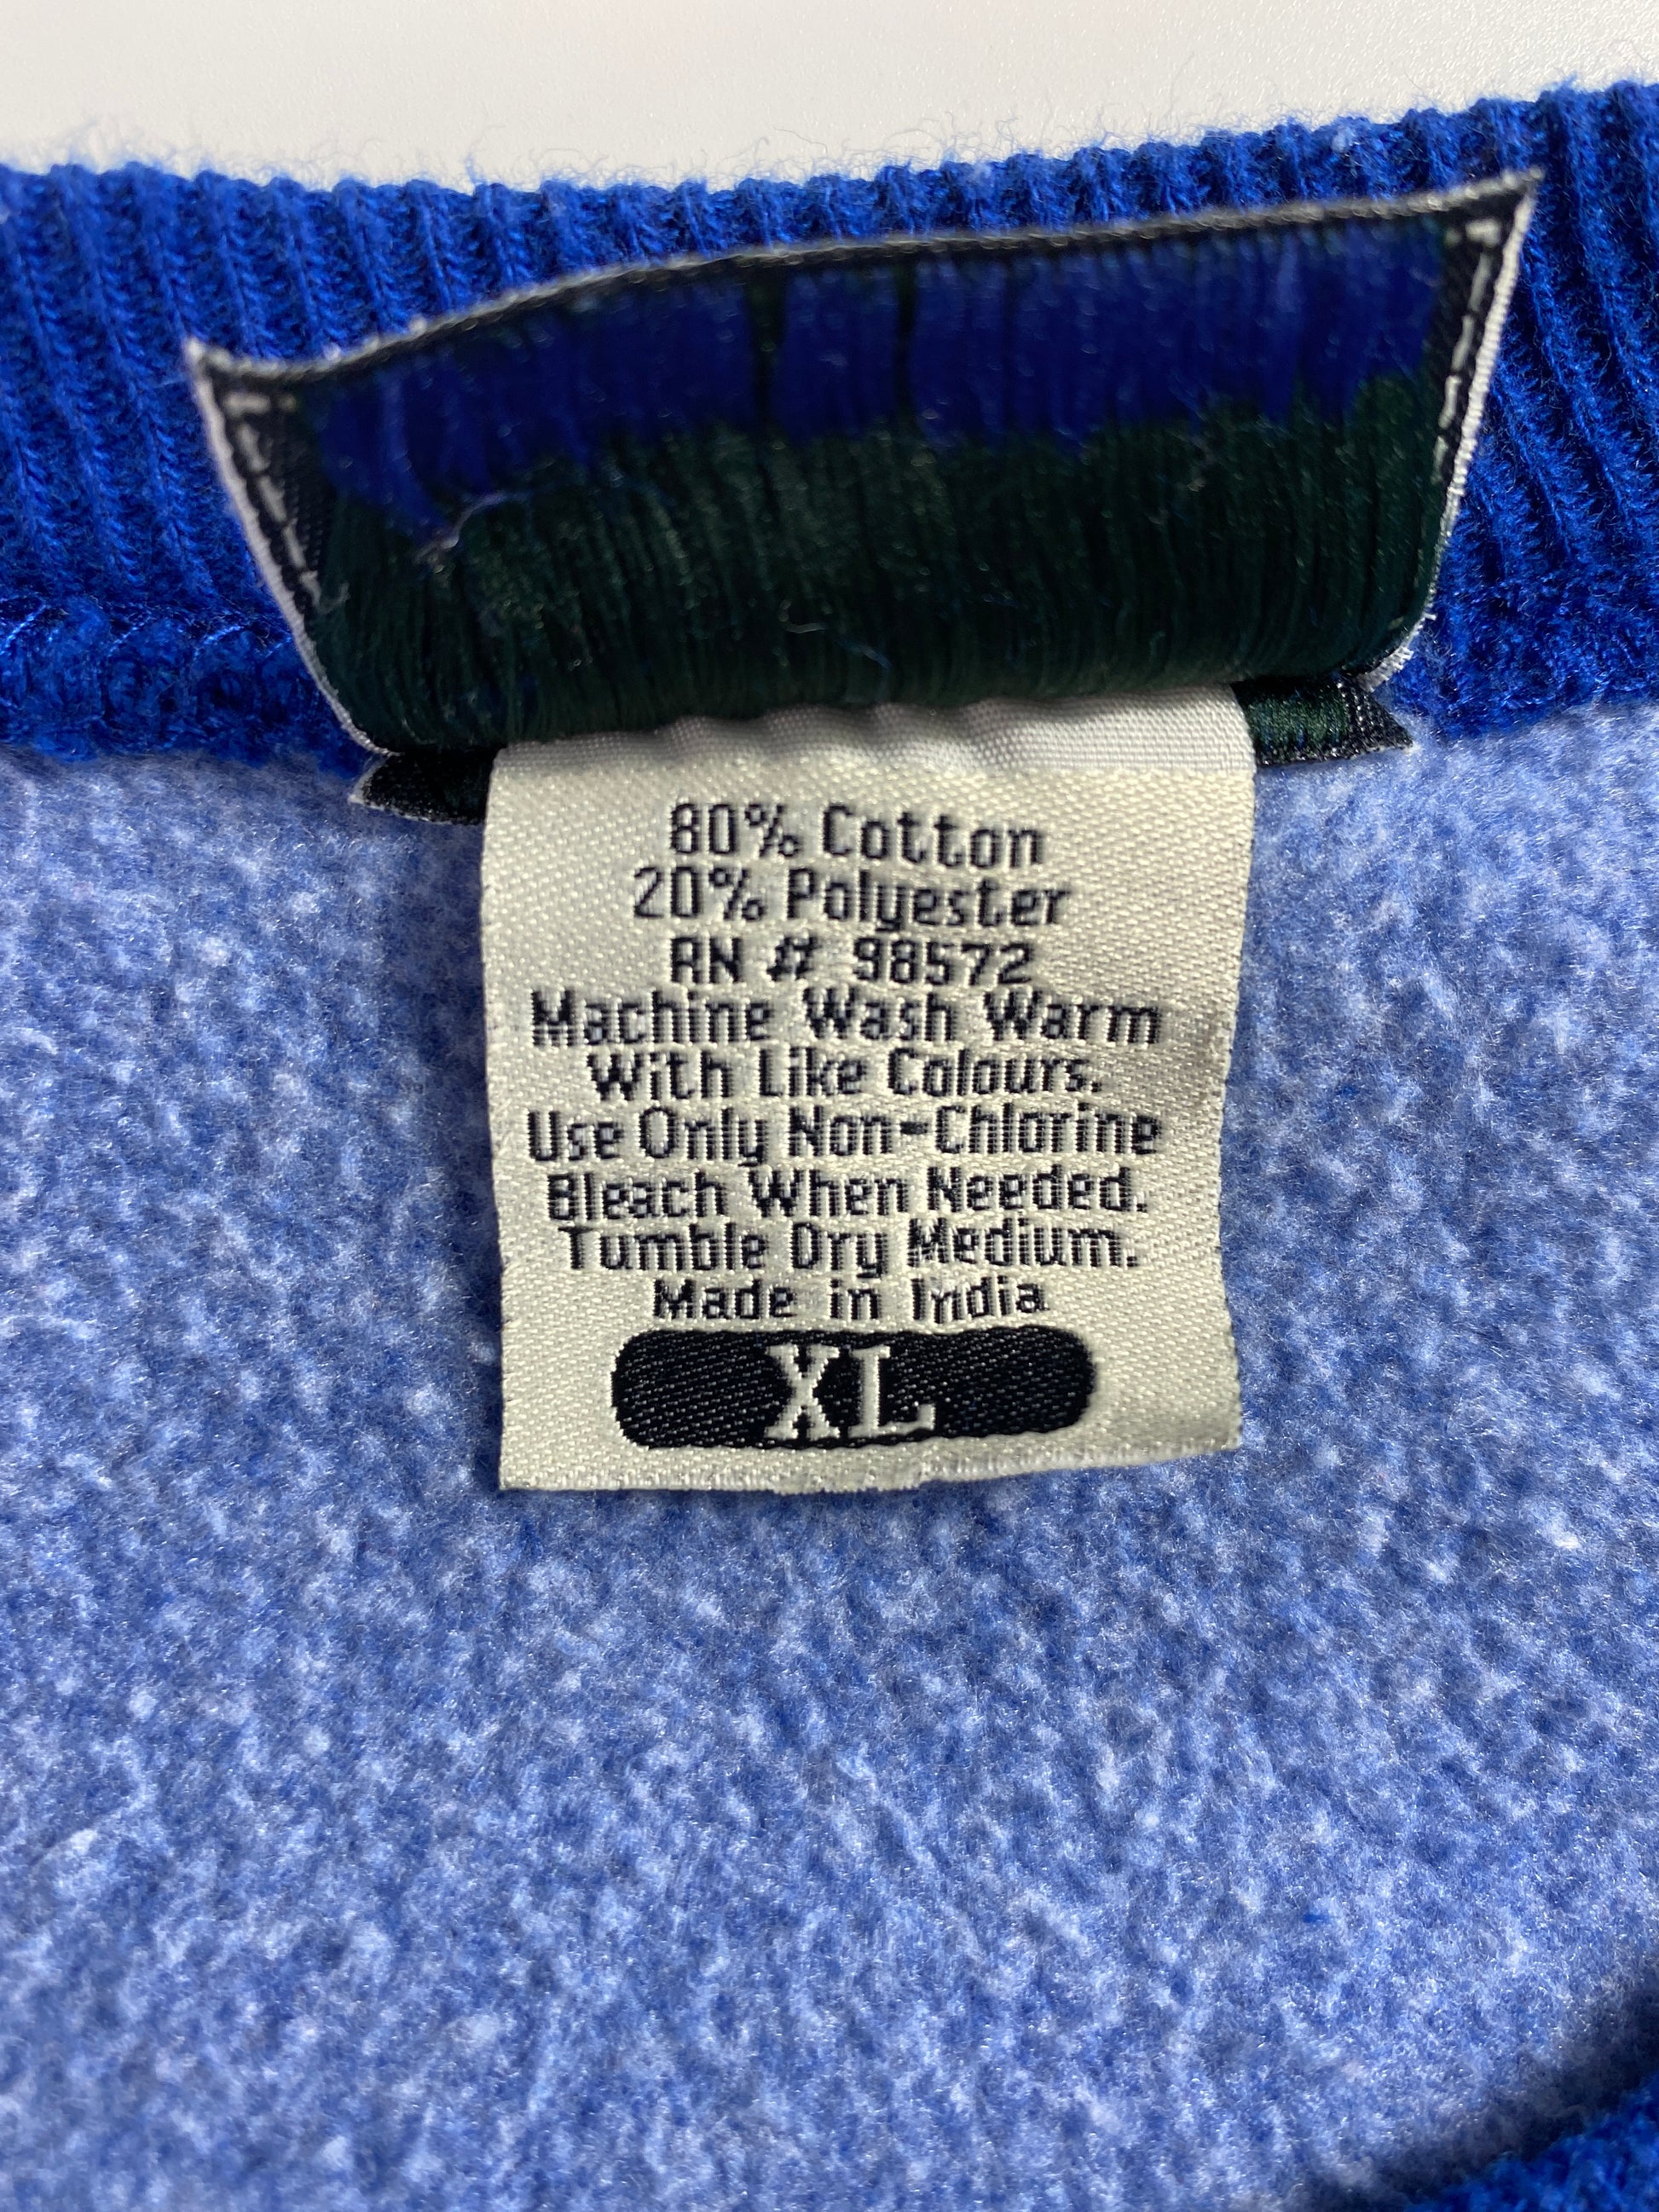 80% Cotton
20% Polyester
RN # 98572
Machine Wash Warm
With Like Colours.
Use Only Non-Chlorine
Bleach When Needed.
Tumble Dry Medium.
Made in India
XL